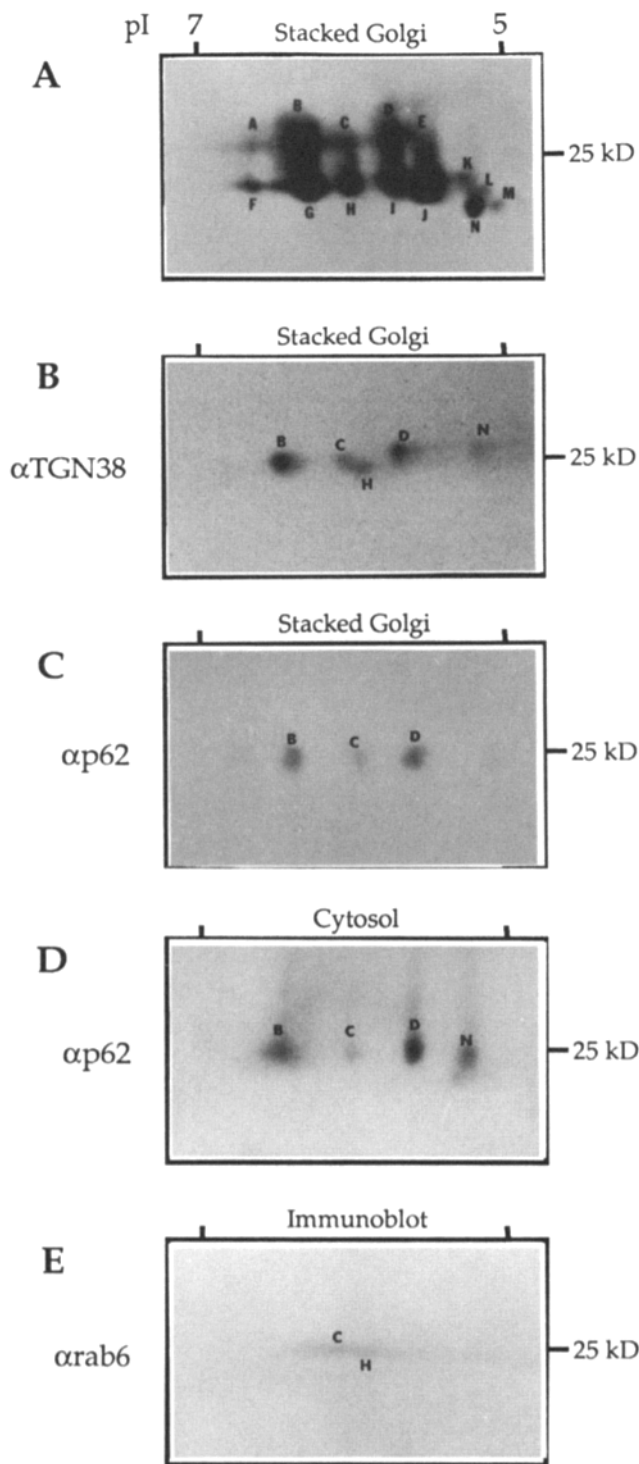 pI 7 Stacked Golgi 5
A
B
A C D E
25 kD
K
L
F M
G H I J N
Stacked Golgi
B
B C D N
αTGN38 25 kD
H
Stacked Golgi
C
B C D
αp62 25 kD
Cytosol
D
B C D N
αp62 25 kD
Immunoblot
E
C
αrab6 25 kD
H